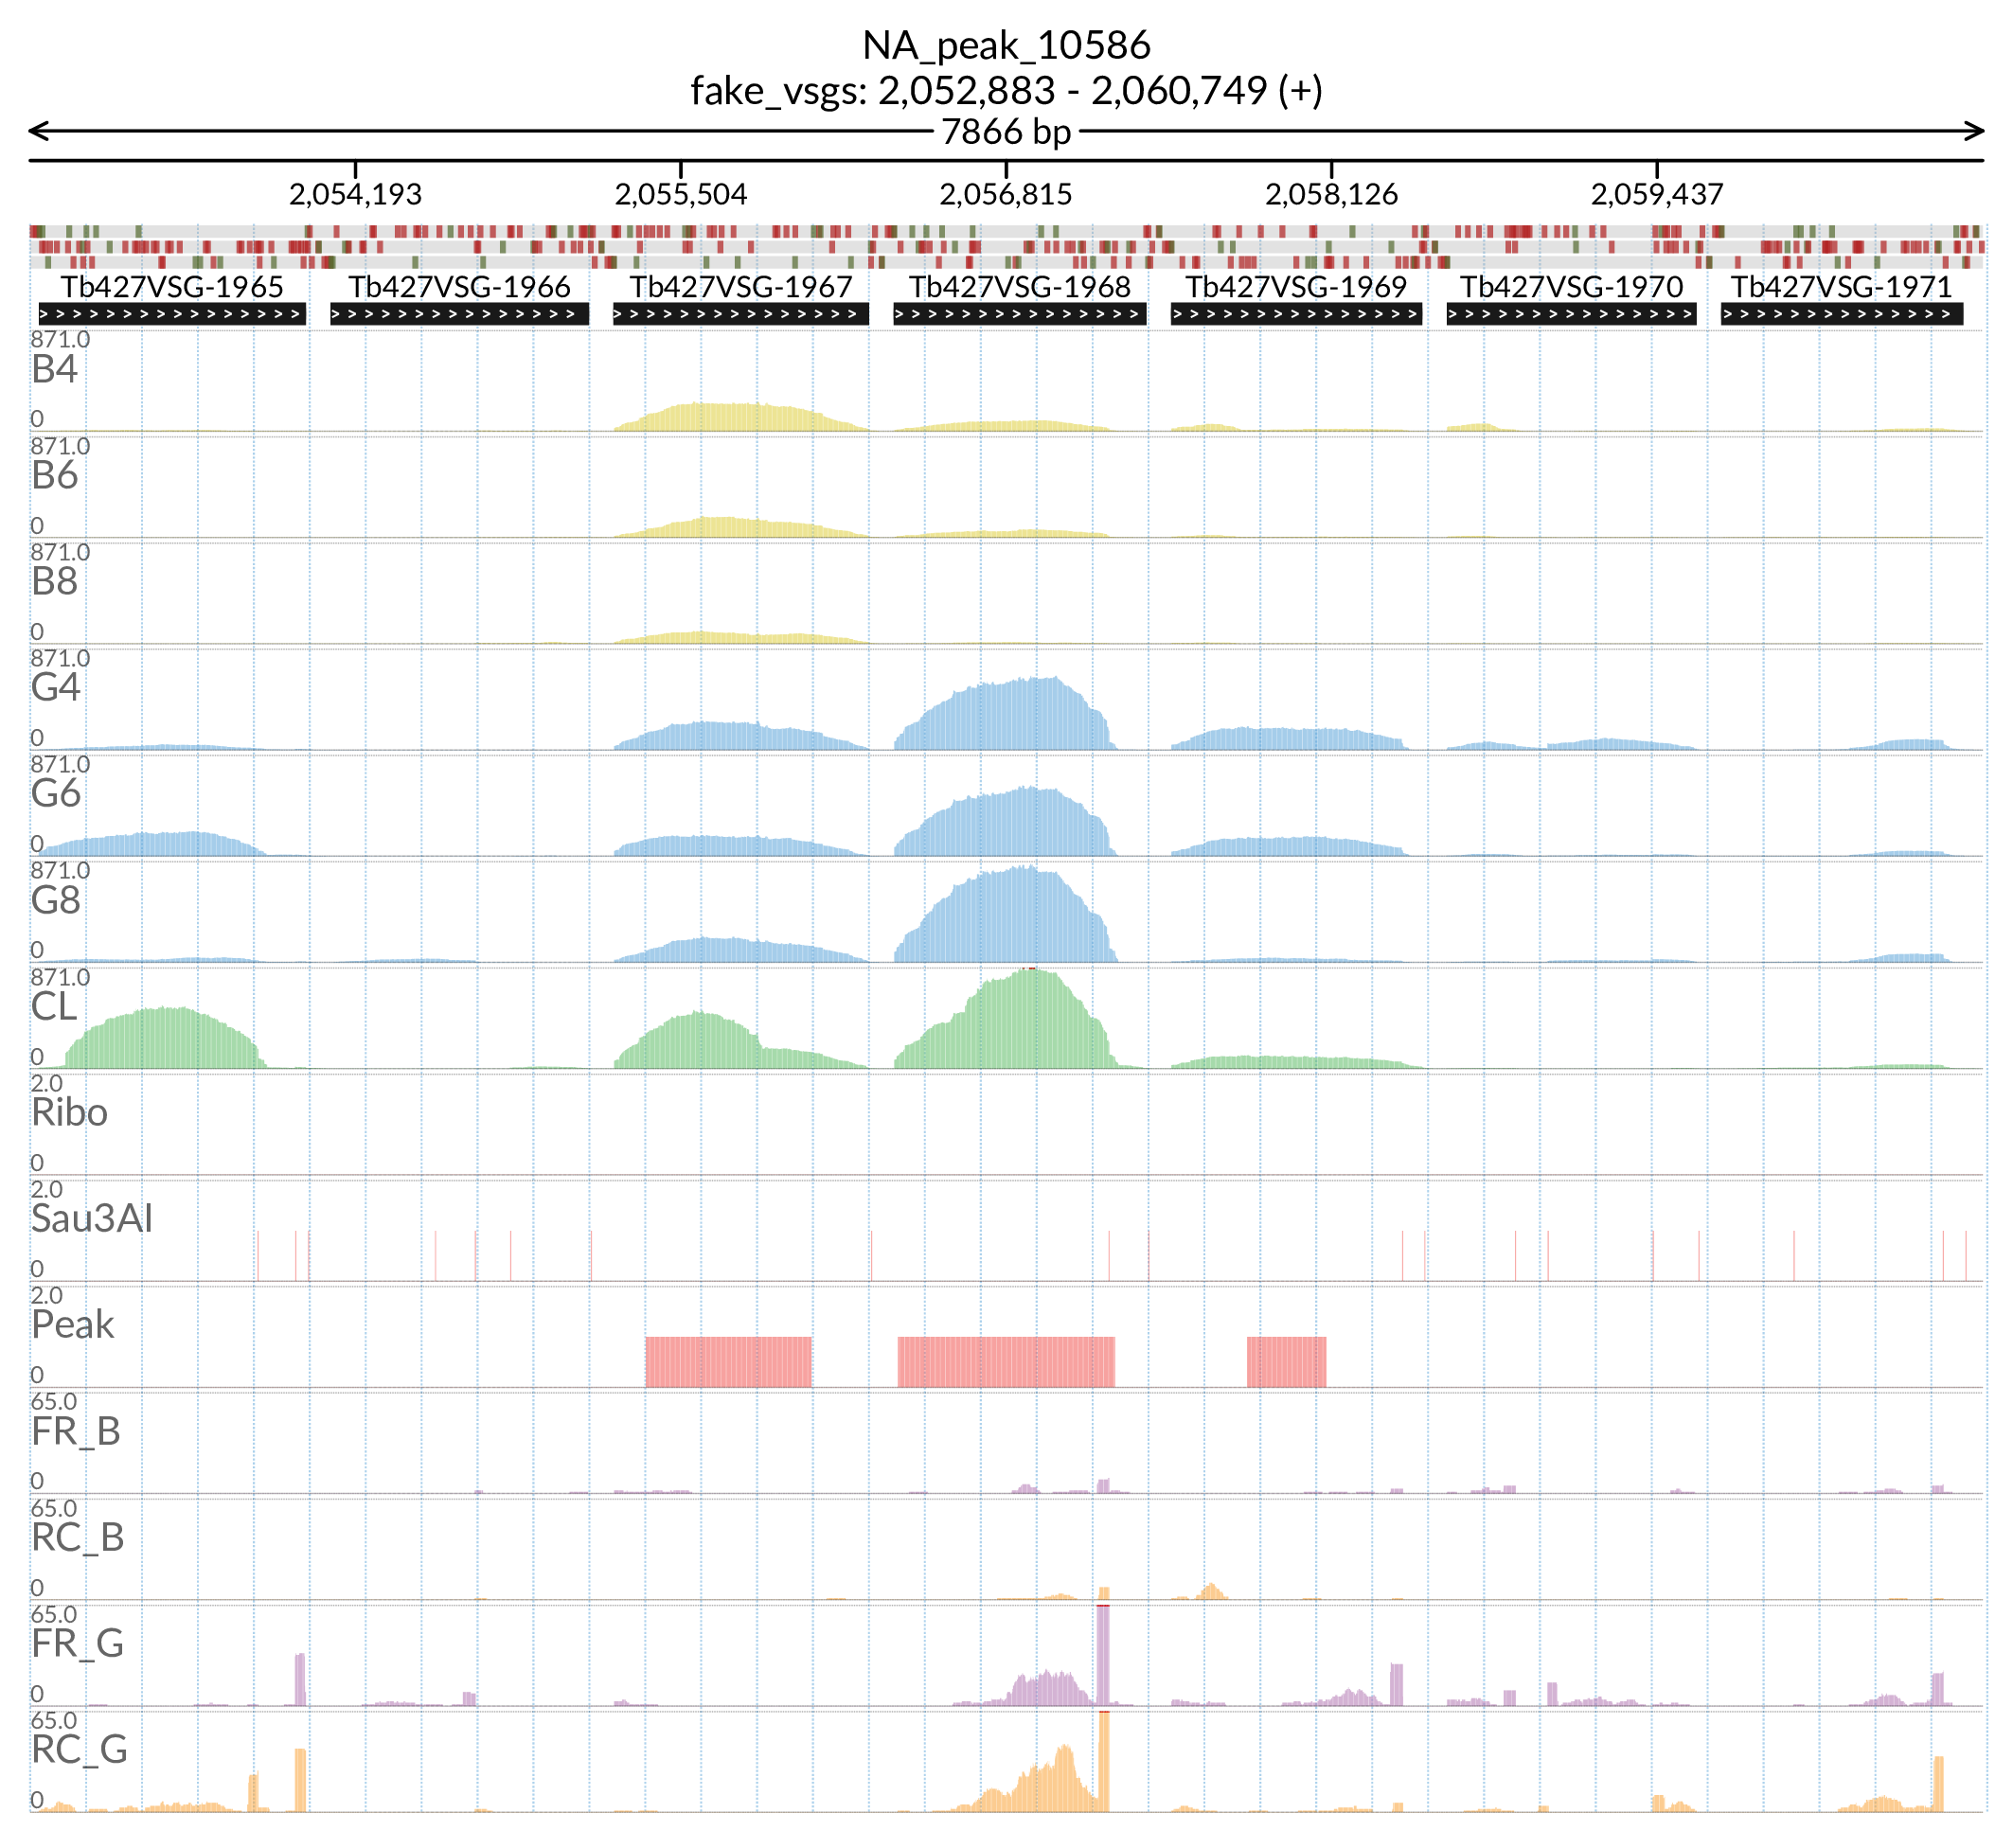 NA_peak_10586
fake_vsgs: 2,052,883 - 2,060,749 (+)
7866 bp
2,054,193 2,055,504 2,056,815 2,058,126 2,059,437
Tb427VSG-1965 Tb427VSG-1966 Tb427VSG-1967 Tb427VSG-1968 Tb427VSG-1969 Tb427VSG-1970 Tb427VSG-1971
871.0
B4
0
871.0
B6
0
871.0
B8
0
871.0
G4
0
871.0
G6
0
871.0
G8
0
871.0
CL
0
2.0
Ribo
0
2.0
Sau3AI
0
2.0
Peak
0
65.0
FR_B
0
65.0
RC_B
0
65.0
FR_G
0
65.0
RC_G
0